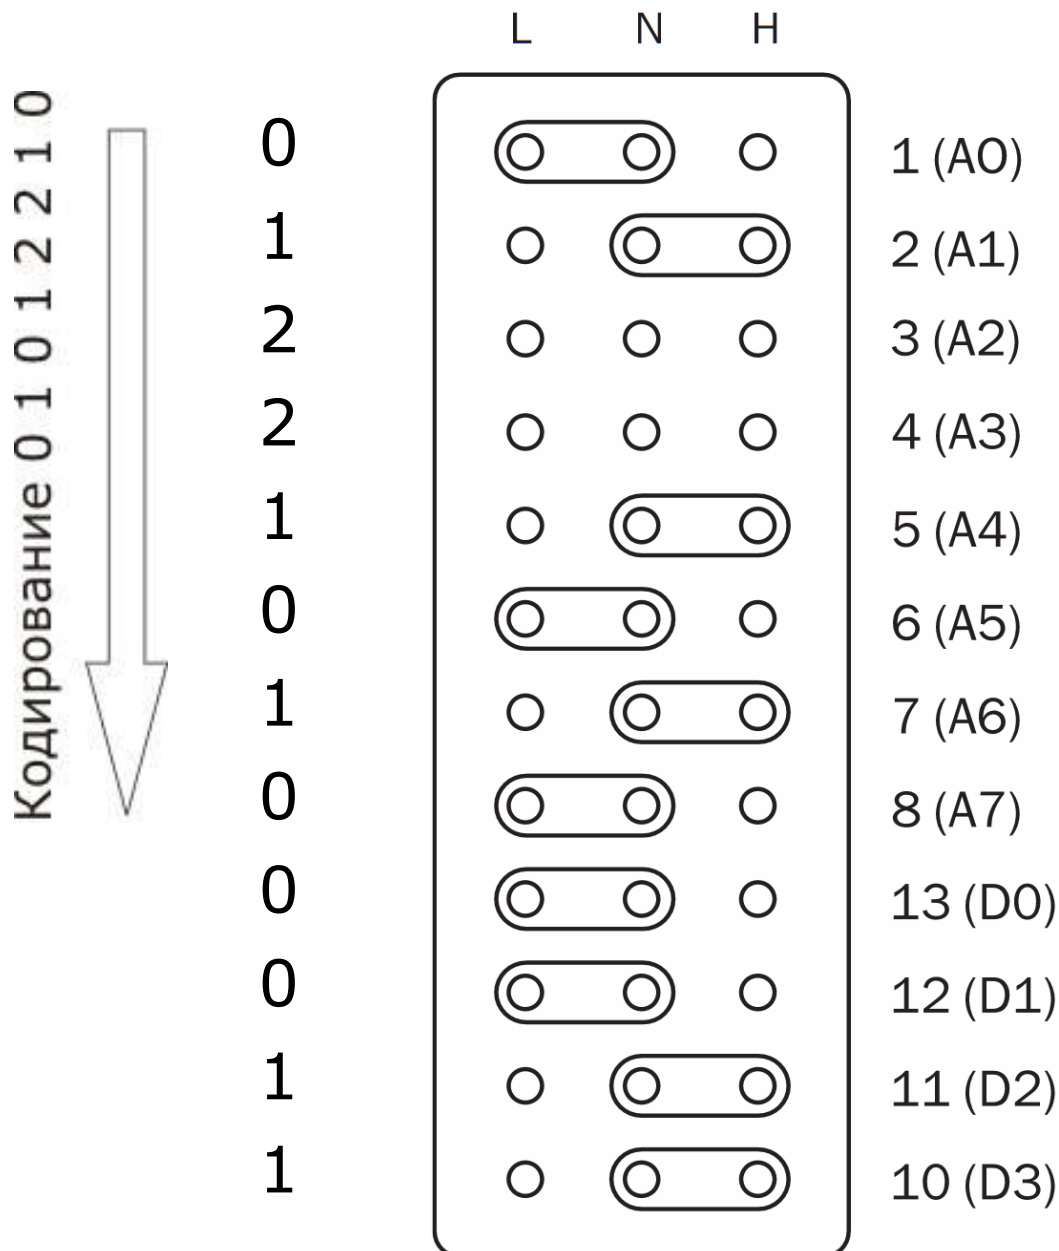 L N H
Кодирование 0 1 0 1 2 2 1 0
0 1 (A0)
1 2 (A1)
2 3 (A2)
2 4 (A3)
1 5 (A4)
0 6 (A5)
1 7 (A6)
0 8 (A7)
0 13 (D0)
0 12 (D1)
1 11 (D2)
1 10 (D3)